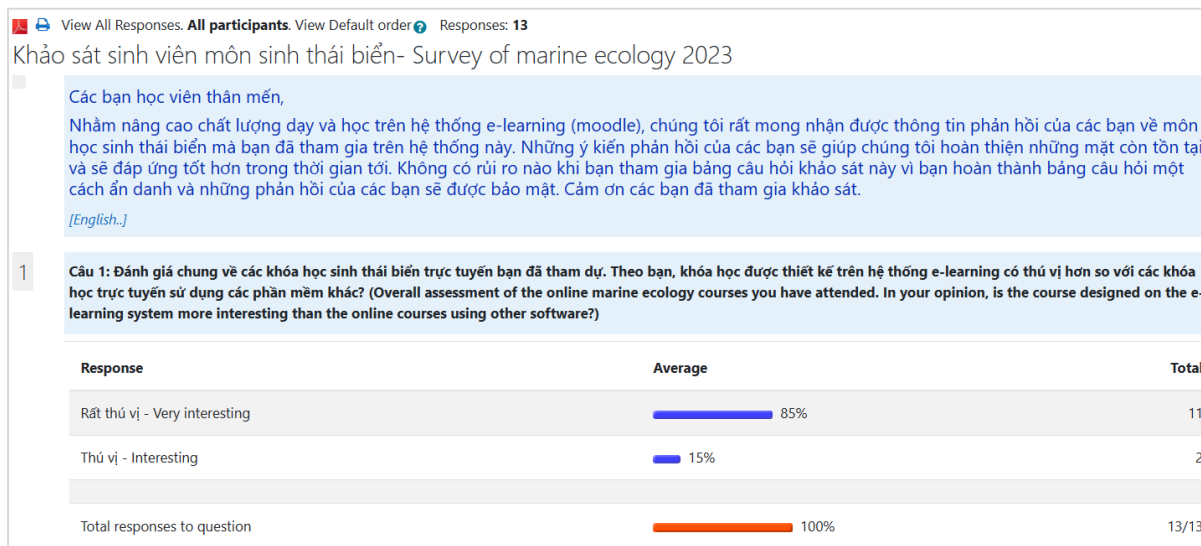 View All Responses. All participants. View Default order Responses: 13
Khảo sát sinh viên môn sinh thái biển- Survey of marine ecology 2023
Các bạn học viên thân mến,
Nhằm nâng cao chất lượng dạy và học trên hệ thống e-learning (moodle), chúng tôi rất mong nhận được thông tin phản hồi của các bạn về môn
học sinh thái biển mà bạn đã tham gia trên hệ thống này. Những ý kiến phản hồi của các bạn sẽ giúp chúng tôi hoàn thiện những mặt còn tồn tại
và sẽ đáp ứng tốt hơn trong thời gian tới. Không có rủi ro nào khi bạn tham gia bảng câu hỏi khảo sát này vì bạn hoàn thành bảng câu hỏi một
cách ẩn danh và những phản hồi của các bạn sẽ được bảo mật. Cảm ơn các bạn đã tham gia khảo sát.
[English..]
1
Câu 1: Đánh giá chung về các khóa học sinh thái biển trực tuyến bạn đã tham dự. Theo bạn, khóa học được thiết kế trên hệ thống e-learning có thú vị hơn so với các khóa
học trực tuyến sử dụng các phần mềm khác? (Overall assessment of the online marine ecology courses you have attended. In your opinion, is the course designed on the e-
learning system more interesting than the online courses using other software?)
Response Average Total
Rất thú vị - Very interesting 85% 11
Thú vị - Interesting 15% 2
Total responses to question 100% 13/13